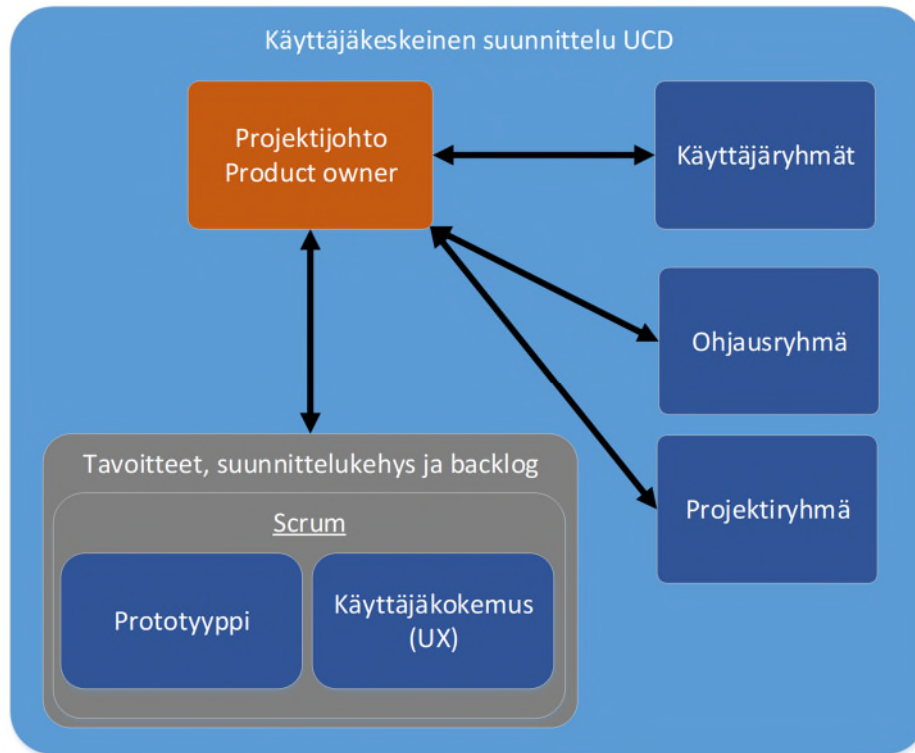 Käyttäjäkeskeinen suunnittelu UCD
Projektijohto
Product owner
Käyttäjäryhmät
Ohjausryhmä
Projektiryhmä
Tavoitteet, suunnittelukehys ja backlog
Scrum
Prototyyppi
Käyttäjäkokemus
(UX)